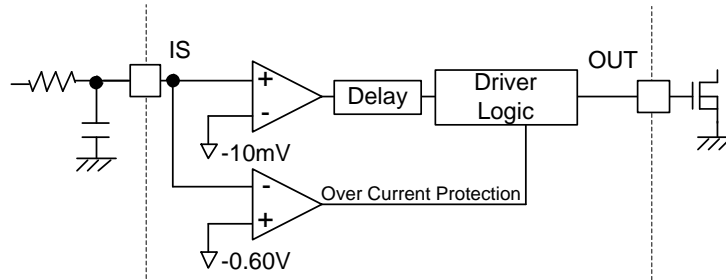 IS
OUT
+
-
Delay
Driver
Logic
-10mV
-
+
Over Current Protection
-0.60V